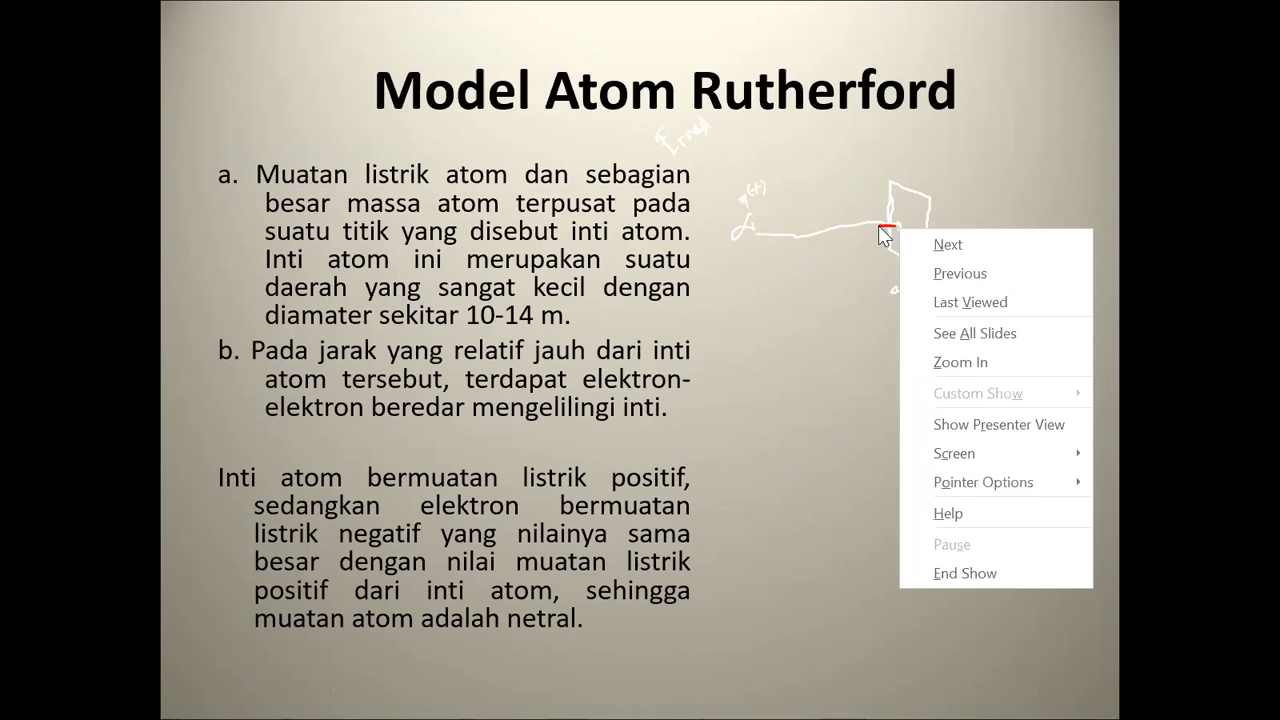 Model Atom Rutherford
a. Muatan listrik atom dan sebagian
besar massa atom terpusat pada
suatu titik yang disebut inti atom.
Inti atom ini merupakan suatu
daerah yang sangat kecil dengan
diamater sekitar 10-14 m.
b. Pada jarak yang relatif jauh dari inti
atom tersebut, terdapat elektron-
elektron beredar mengelilingi inti.
Inti atom bermuatan listrik positif,
sedangkan elektron bermuatan
listrik negatif yang nilainya sama
besar dengan nilai muatan listrik
positif dari inti atom, sehingga
muatan atom adalah netral.
(+)
α
Next
Previous
Last Viewed
See All Slides
Zoom In
Custom Show
Show Presenter View
Screen
Pointer Options
Help
Pause
End Show